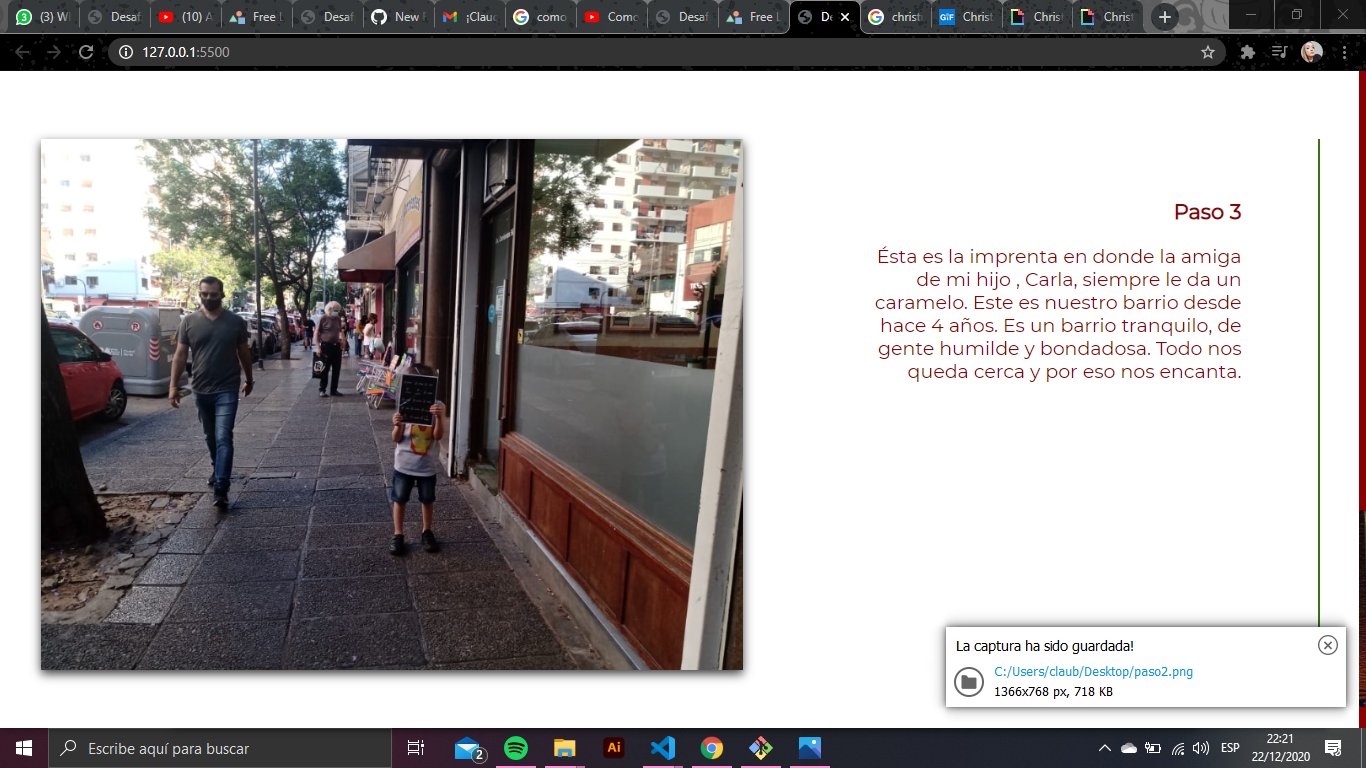 (3) W
Desaf
(10) A
Free L
Desaf
New F
¡Clauc
como
Como
Desaf
Free L
De
christ
GIF
Christ
Chris
Christ
127.0.0.1:5500
Paso 3
Ésta es la imprenta en donde la amiga
de mi hijo , Carla, siempre le da un
caramelo. Este es nuestro barrio desde
hace 4 años. Es un barrio tranquilo, de
gente humilde y bondadosa. Todo nos
queda cerca y por eso nos encanta.
La captura ha sido guardada!
C:/Users/claub/Desktop/paso2.png
1366x768 px, 718 KB
Escribe aquí para buscar
2
Ai
ESP
22:21
22/12/2020